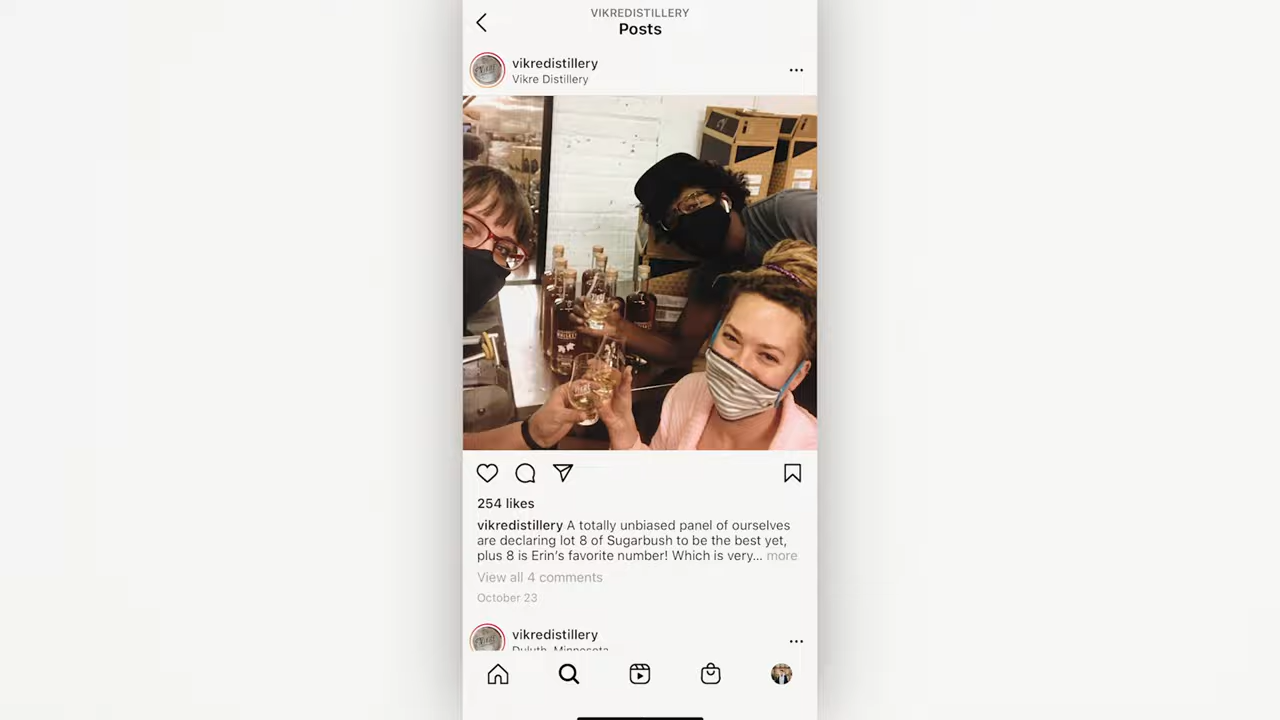 VIKREDISTILLERY
Posts
vikredistillery
Vikre Distillery
254 likes
vikredistillery A totally unbiased panel of ourselves
are declaring lot 8 of Sugarbush to be the best yet,
plus 8 is Erin’s favorite number! Which is very... more
View all 4 comments
October 23
vikredistillery
Duluth, Minnesota